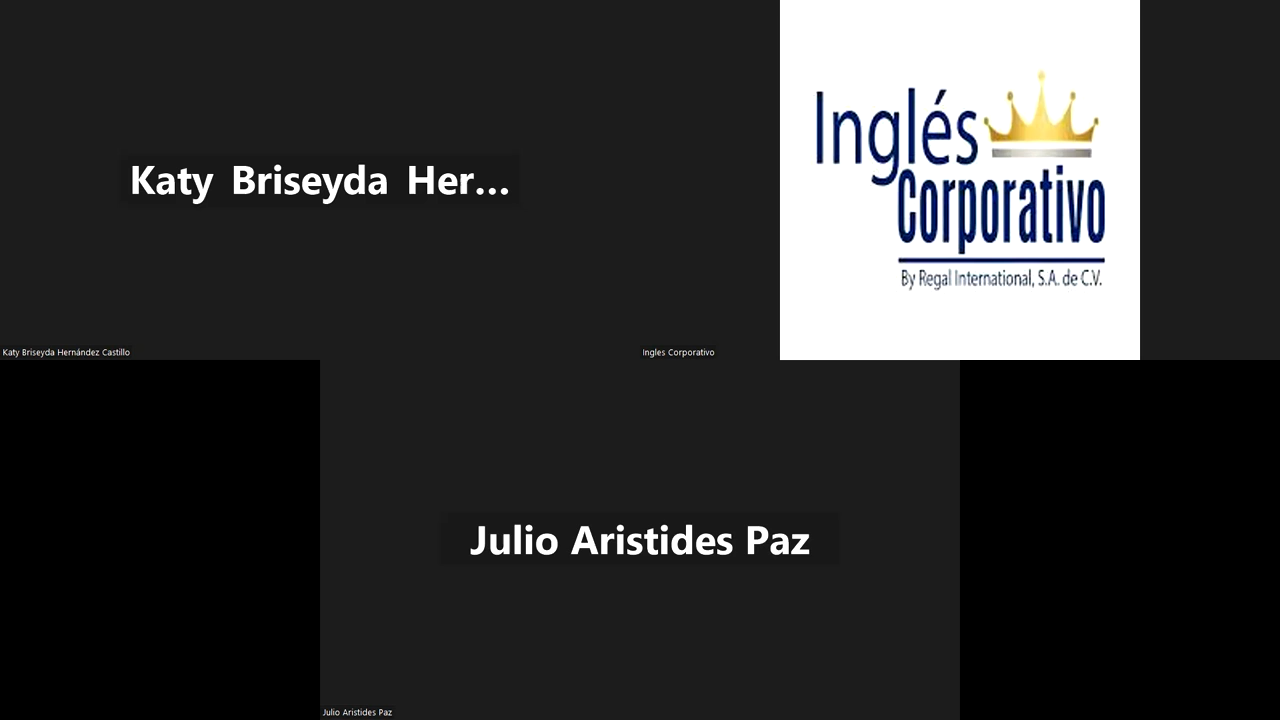 Katy Briseyda Her...
Katy Briseyda Hernández Castillo
Inglés
Corporativo
By Regal International, S.A. de C.V.
Ingles Corporativo
Julio Aristides Paz
Julio Aristides Paz